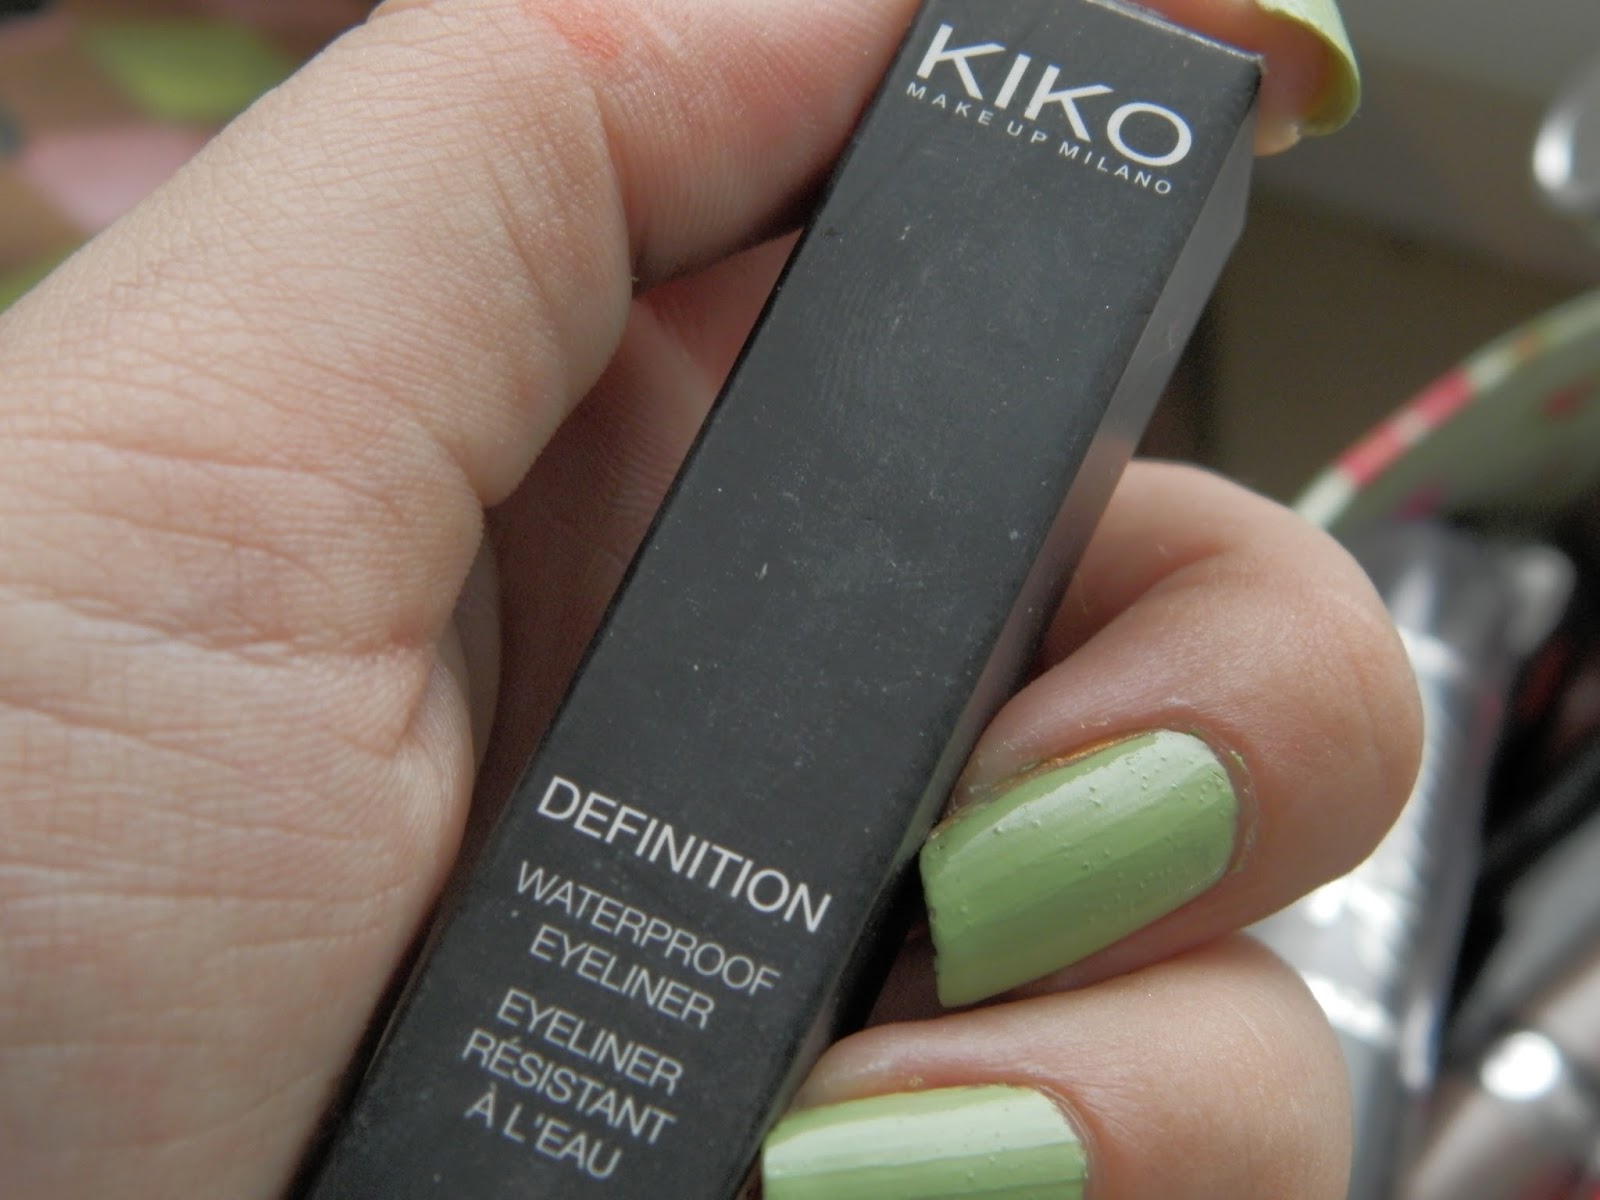 KIKO
MAKE UP MILANO
DEFINITION
WATERPROOF
EYELINER
EYELINER
RÉSISTANT
À L'EAU